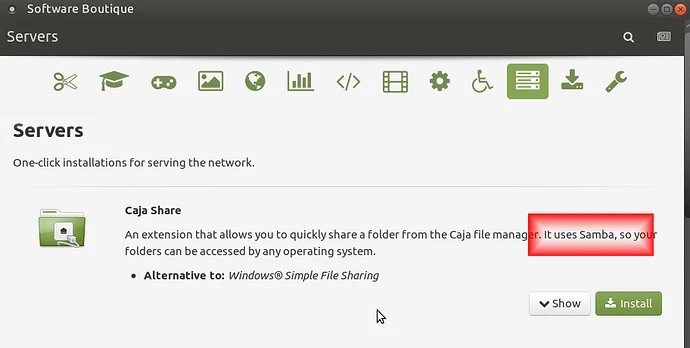 Software Boutique
Servers
Servers
One-click installations for serving the network.
Caja Share
An extension that allows you to quickly share a folder from the Caja file manager. It uses Samba, so your
folders can be accessed by any operating system.
• Alternative to: Windows® Simple File Sharing
Show
Install